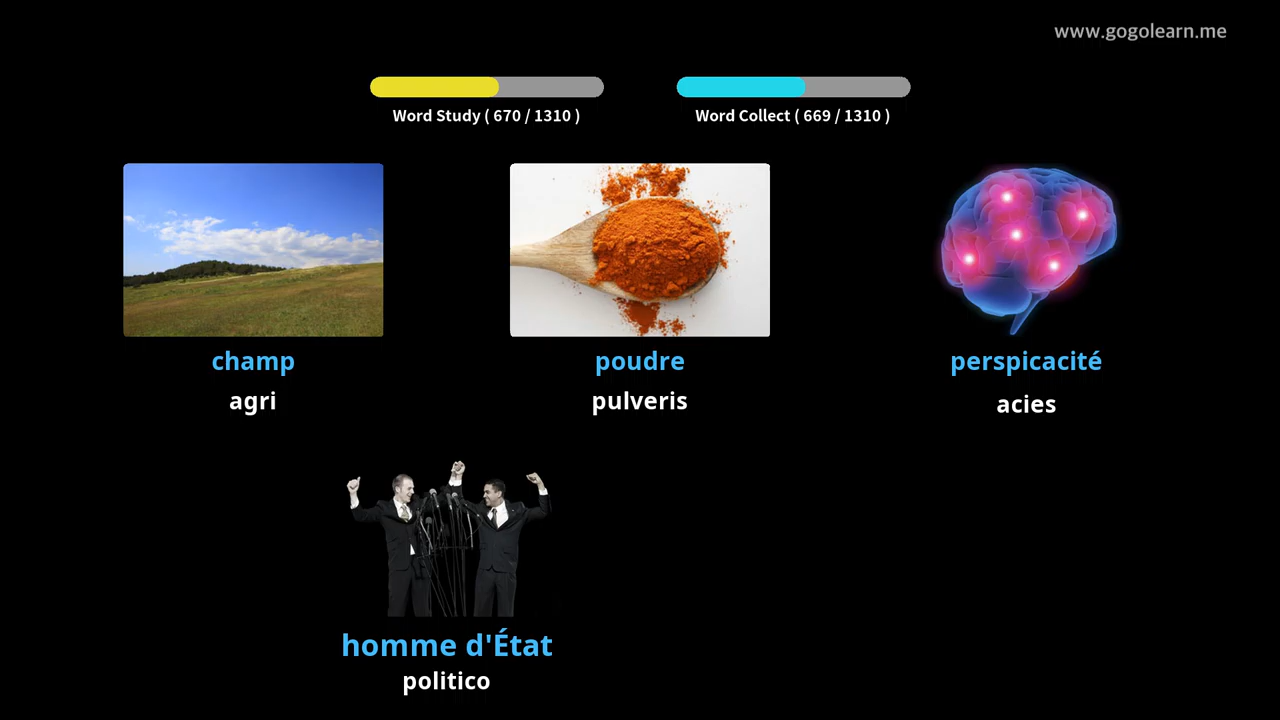 www.gogolearn.me
Word Study ( 670 / 1310 )
Word Collect ( 669 / 1310 )
champ
poudre
perspicacité
agri
pulveris
acies
homme d'État
politico